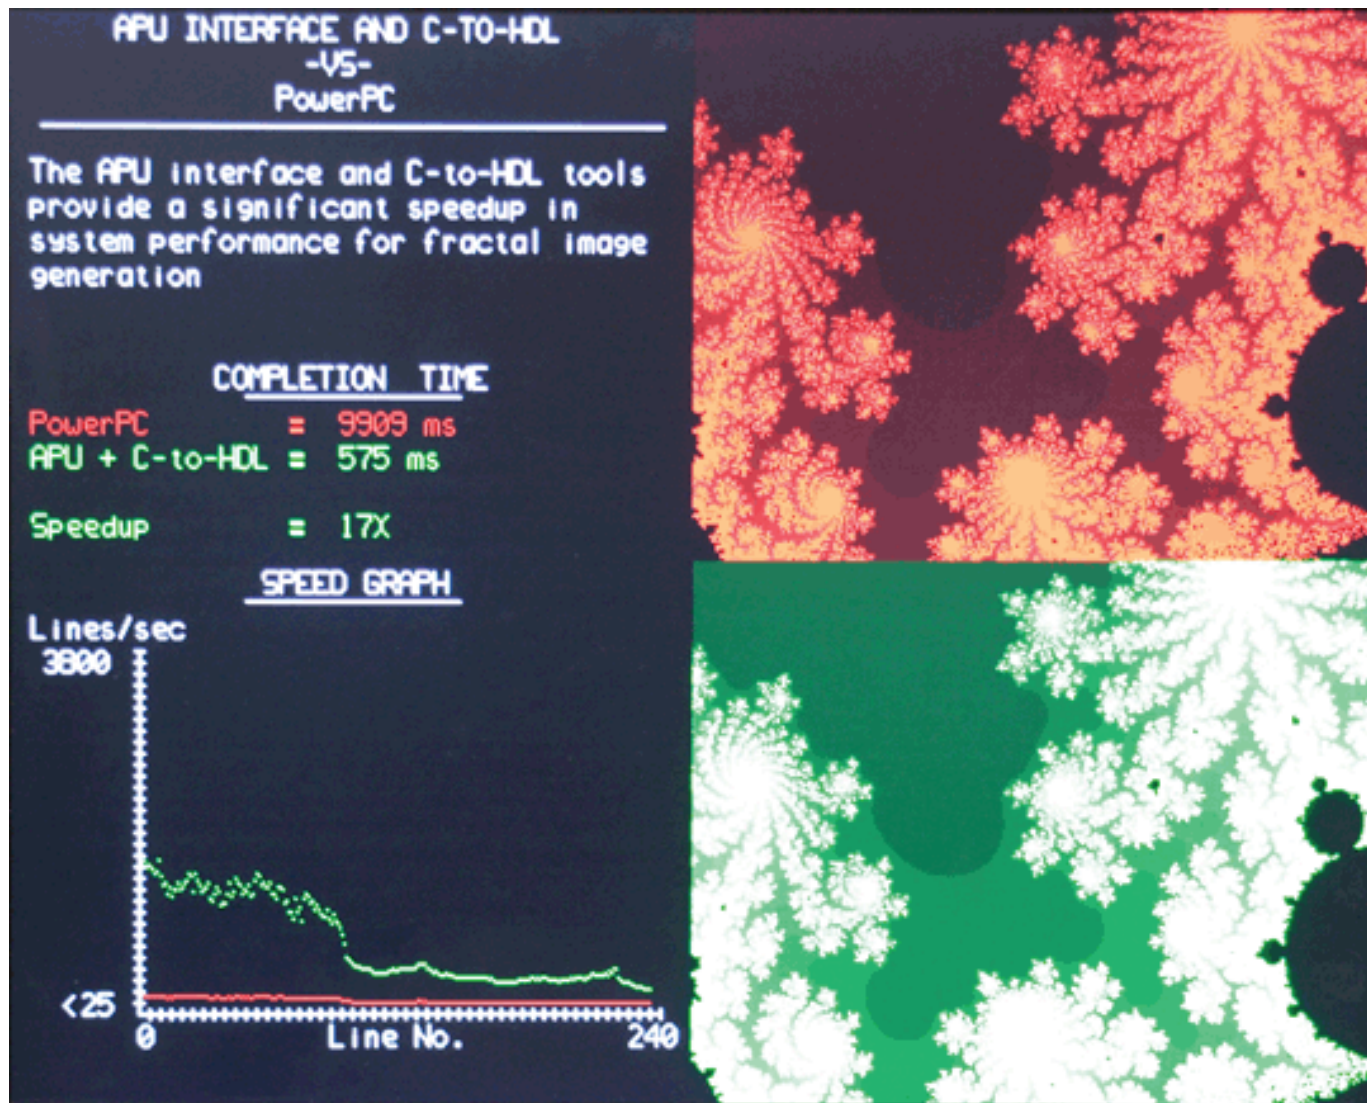 APU INTERFACE AND C-TO-HDL
-VS-
PowerPC
The APU interface and C-to-HDL tools
provide a significant speedup in
system performance for fractal image
generation
COMPLETION TIME
PowerPC = 9909 ms
APU + C-to-HDL = 575 ms
Speedup = 17X
SPEED GRAPH
Lines/sec
3800
<25
0 Line No. 240